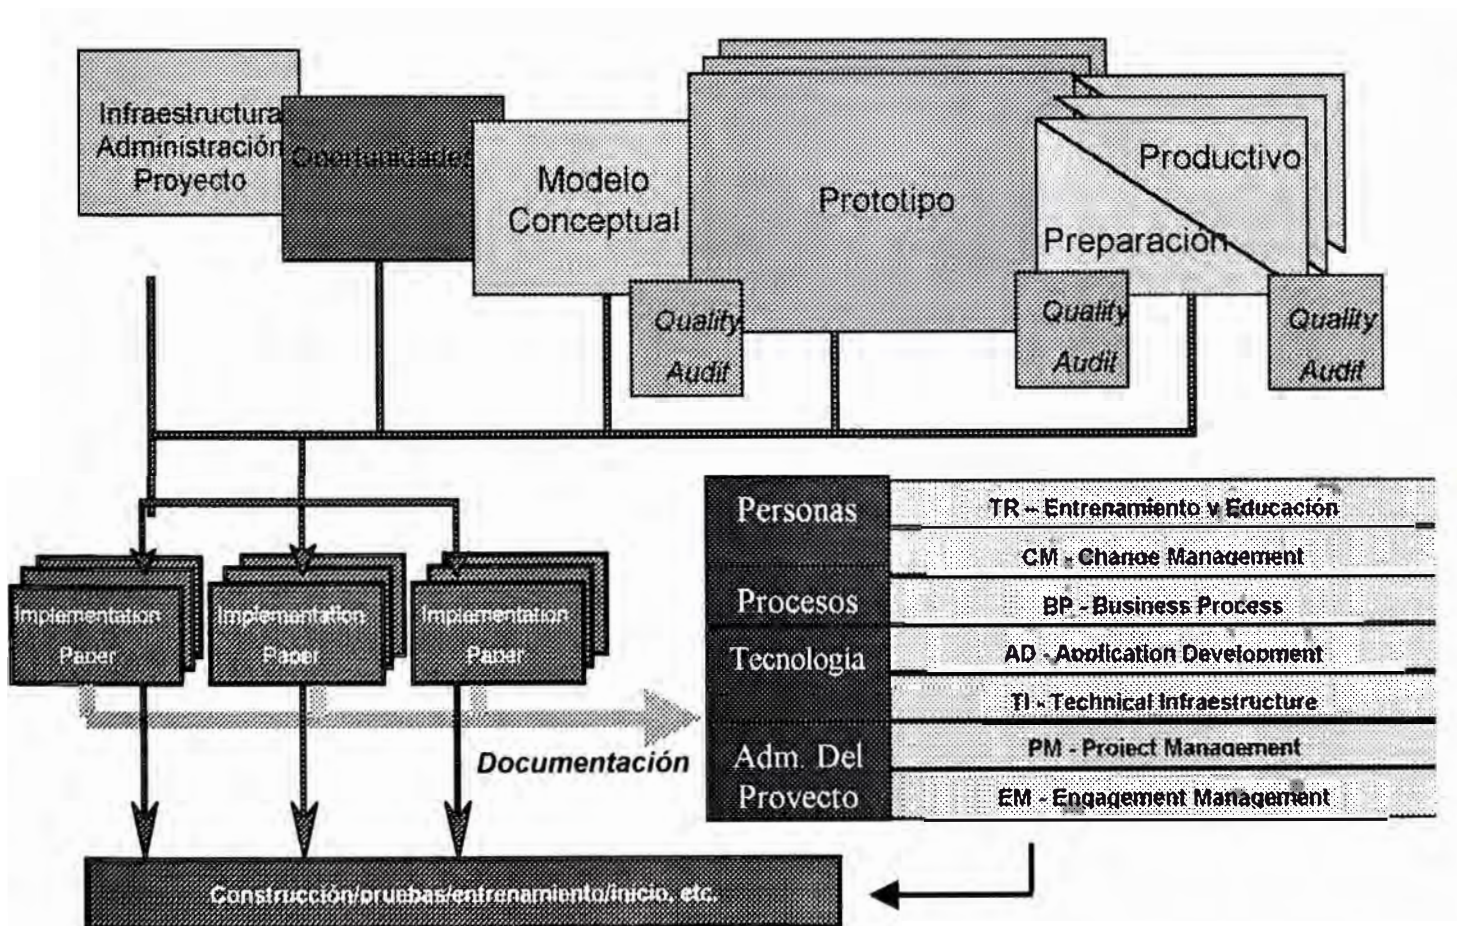 Infraestructura
Administración
Proyecto
Oportunidades
Modelo
Conceptual
Prototipo
Productivo
Preparación
Quality
Audit
Quality
Audit
Quality
Audit
Implementation
Paper
Implementation
Paper
Implementation
Paper
Documentación
Personas
TR – Entrenamiento y Educación
CM - Change Management
Procesos
BP - Business Process
Tecnología
AD - Application Development
TI - Technical Infraestructure
Adm. Del
Proyecto
PM - Project Management
EM - Engagement Management
Construcción/pruebas/entrenamiento/inicio, etc.